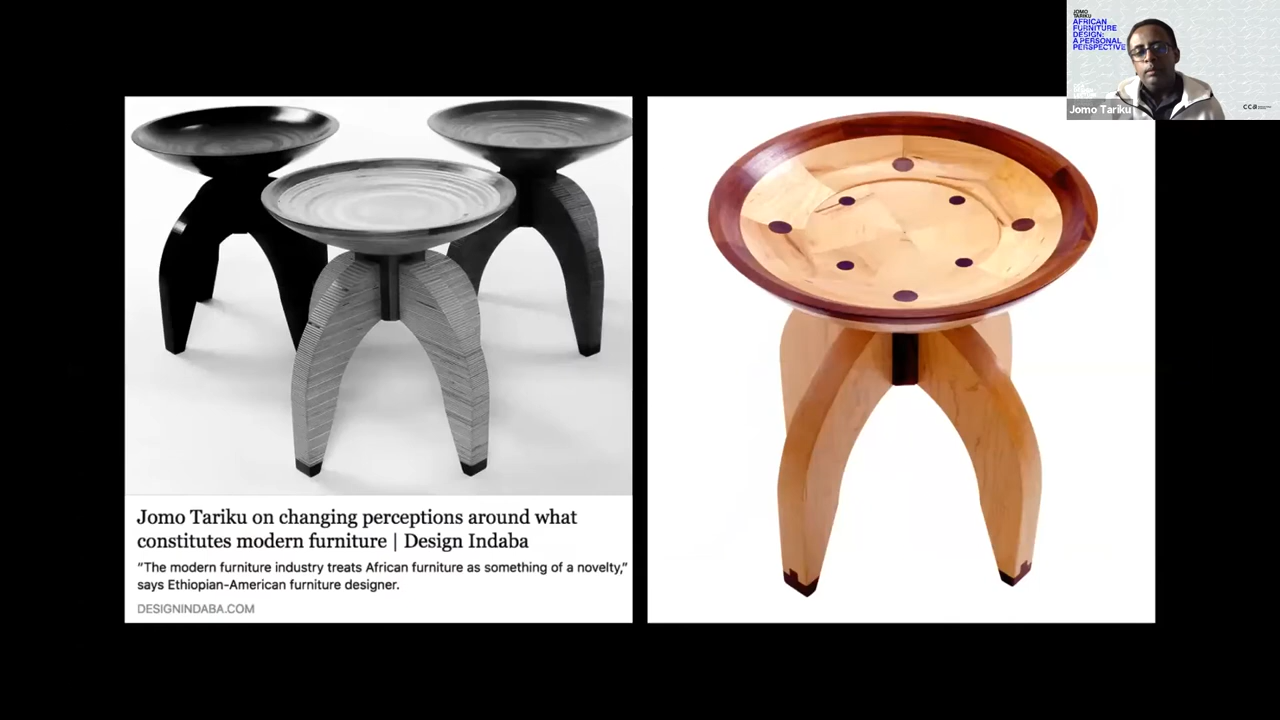 Jomo Tariku on changing perceptions around what
constitutes modern furniture | Design Indaba
"The modern furniture industry treats African furniture as something of a novelty,"
says Ethiopian-American furniture designer.
DESIGNINDABA.COM
JOMO
TARIKU
AFRICAN
FURNITURE
DESIGN:
A PERSONAL
PERSPECTIVE
Jomo Tariku